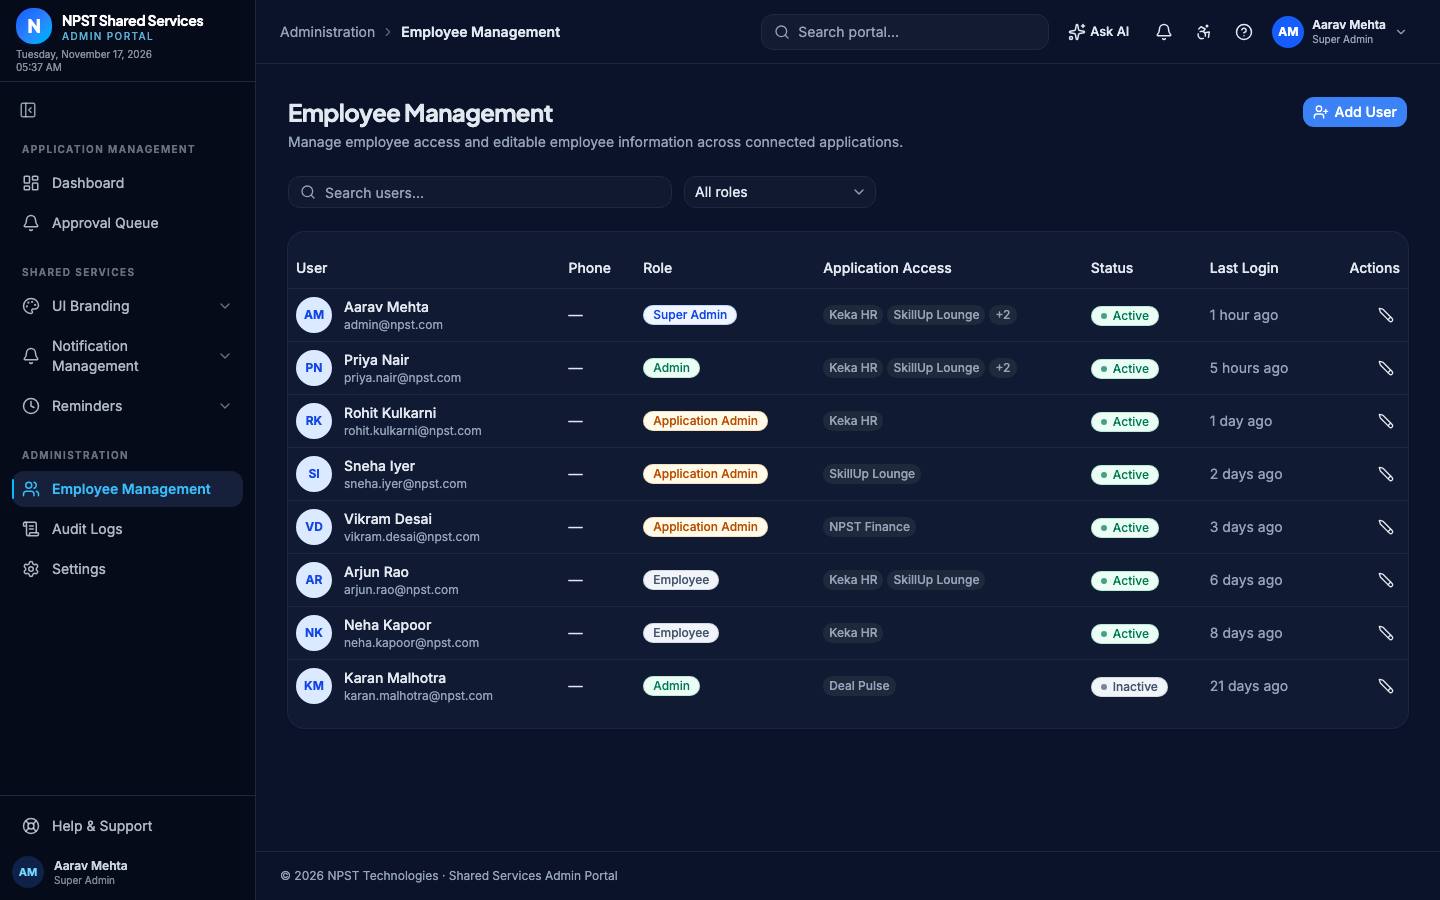 N
NPST Shared Services
ADMIN PORTAL
Tuesday, November 17, 2026
05:37 AM
APPLICATION MANAGEMENT
Dashboard
Approval Queue
SHARED SERVICES
UI Branding
Notification
Management
Reminders
ADMINISTRATION
Employee Management
Audit Logs
Settings
Help & Support
AM
Aarav Mehta
Super Admin
Administration > Employee Management
Search portal...
Ask AI
AM
Aarav Mehta
Super Admin
Employee Management
Manage employee access and editable employee information across connected applications.
Add User
Search users...
All roles
User Phone Role Application Access Status Last Login Actions
AM Aarav Mehta — Super Admin Keka HR SkillUp Lounge +2 Active 1 hour ago
admin@npst.com
PN Priya Nair — Admin Keka HR SkillUp Lounge +2 Active 5 hours ago
priya.nair@npst.com
RK Rohit Kulkarni — Application Admin Keka HR Active 1 day ago
rohit.kulkarni@npst.com
SI Sneha Iyer — Application Admin SkillUp Lounge Active 2 days ago
sneha.iyer@npst.com
VD Vikram Desai — Application Admin NPST Finance Active 3 days ago
vikram.desai@npst.com
AR Arjun Rao — Employee Keka HR SkillUp Lounge Active 6 days ago
arjun.rao@npst.com
NK Neha Kapoor — Employee Keka HR Active 8 days ago
neha.kapoor@npst.com
KM Karan Malhotra — Admin Deal Pulse Inactive 21 days ago
karan.malhotra@npst.com
© 2026 NPST Technologies · Shared Services Admin Portal